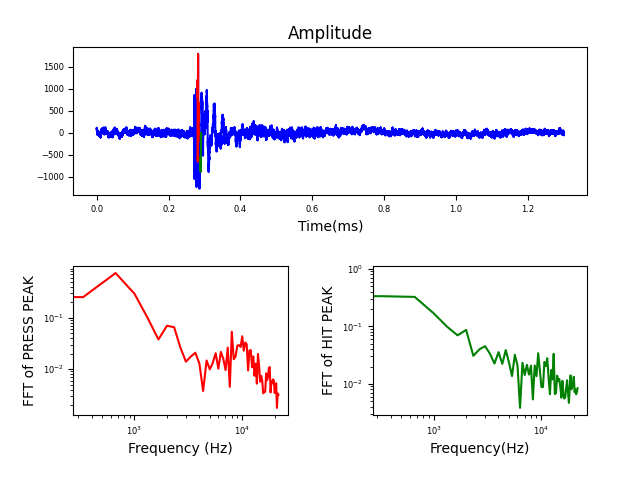 Amplitude
1500
1000
500
0
−500
−1000
0.0 0.2 0.4 0.6 0.8 1.0 1.2
Time(ms)
FFT of PRESS PEAK
10⁻¹
10⁻²
10³ 10⁴
Frequency (Hz)
FFT of HIT PEAK
10⁰
10⁻¹
10⁻²
10³ 10⁴
Frequency(Hz)